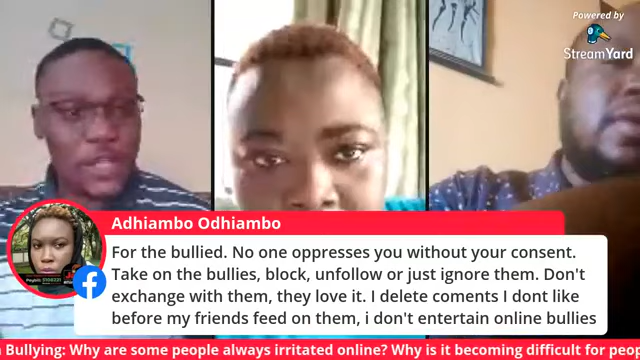 Powered by
StreamYard
Adhiambo Odhiambo
For the bullied. No one oppresses you without your consent.
Take on the bullies, block, unfollow or just ignore them. Don't
exchange with them, they love it. I delete coments I dont like
before my friends feed on them, i don't entertain online bullies
Bullying: Why are some people always irritated online? Why is it becoming difficult for